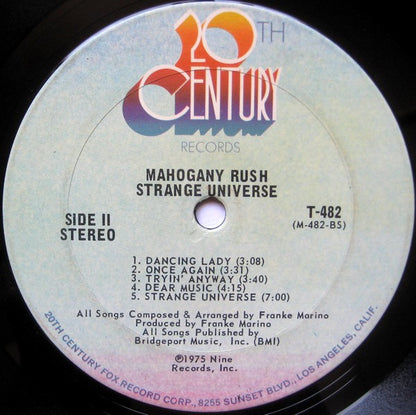 20TH
CENTURY
RECORDS
MAHOGANY RUSH
STRANGE UNIVERSE
SIDE II
STEREO
T-482
(M-482-BS)
1. DANCING LADY (3:08)
2. ONCE AGAIN (3:31)
3. TRYIN' ANYWAY (3:40)
4. DEAR MUSIC (4:15)
5. STRANGE UNIVERSE (7:00)
All Songs Composed & Arranged by Franke Marino
Produced by Franke Marino
All Songs Published by
Bridgeport Music, Inc. (BMI)
Ⓟ1975 Nine
Records, Inc.
20TH CENTURY FOX RECORD CORP., 8255 SUNSET BLVD., LOS ANGELES, CALIF.